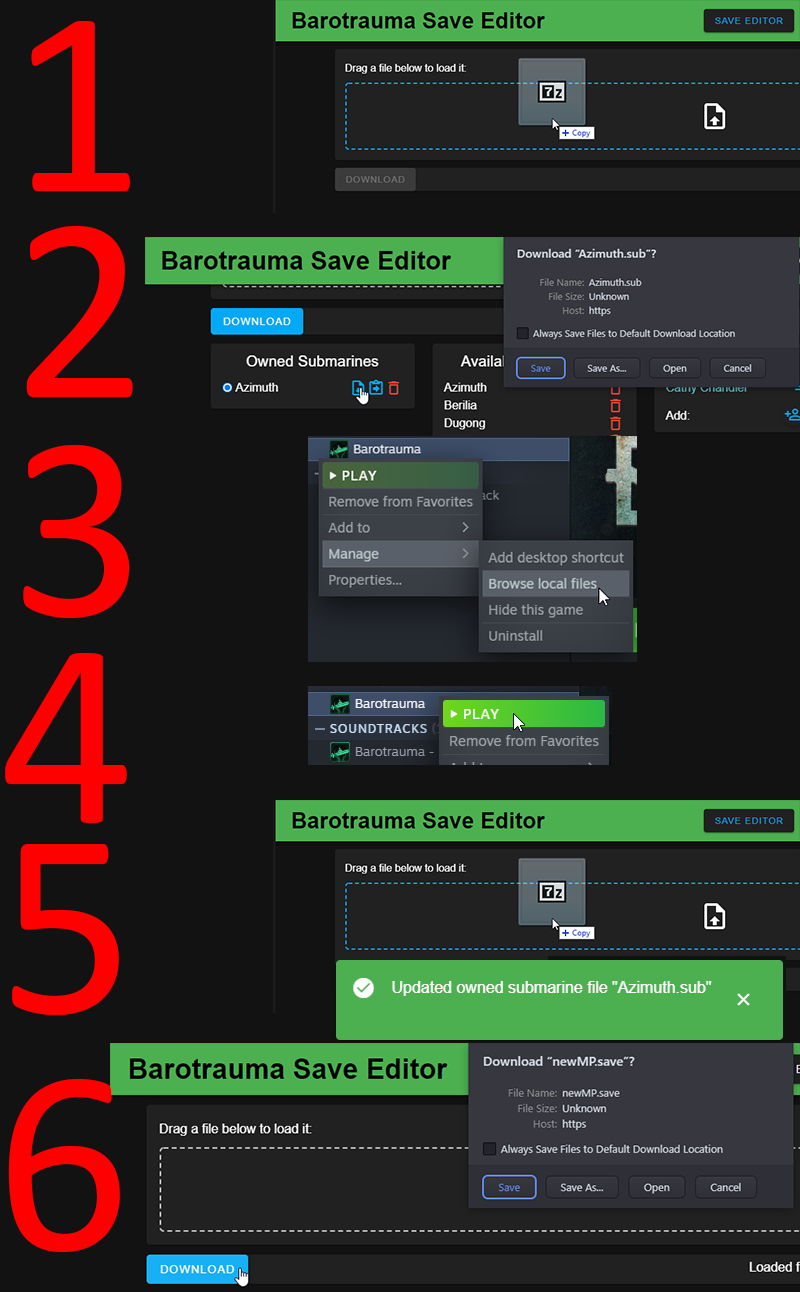 1
Barotrauma Save Editor
SAVE EDITOR
Drag a file below to load it:
7z
+ Copy
DOWNLOAD
2
Barotrauma Save Editor
Download “Azimuth.sub”?
File Name: Azimuth.sub
File Size: Unknown
Host: https
Always Save Files to Default Download Location
Save
Save As...
Open
Cancel
DOWNLOAD
Owned Submarines
Azimuth
Availa
Azimuth
Berilia
Dugong
Cathy Chandler
Add:
3
Barotrauma
PLAY
ack
Remove from Favorites
Add to
Manage
Properties...
Add desktop shortcut
Browse local files
Hide this game
Uninstall
4
Barotrauma
PLAY
— SOUNDTRACKS
Remove from Favorites
Barotrauma -
5
Barotrauma Save Editor
SAVE EDITOR
Drag a file below to load it:
7z
+ Copy
Updated owned submarine file "Azimuth.sub"
6
Barotrauma Save Editor
Download “newMP.save”?
File Name: newMP.save
File Size: Unknown
Host: https
Always Save Files to Default Download Location
Save
Save As...
Open
Cancel
Drag a file below to load it:
DOWNLOAD
Loaded f